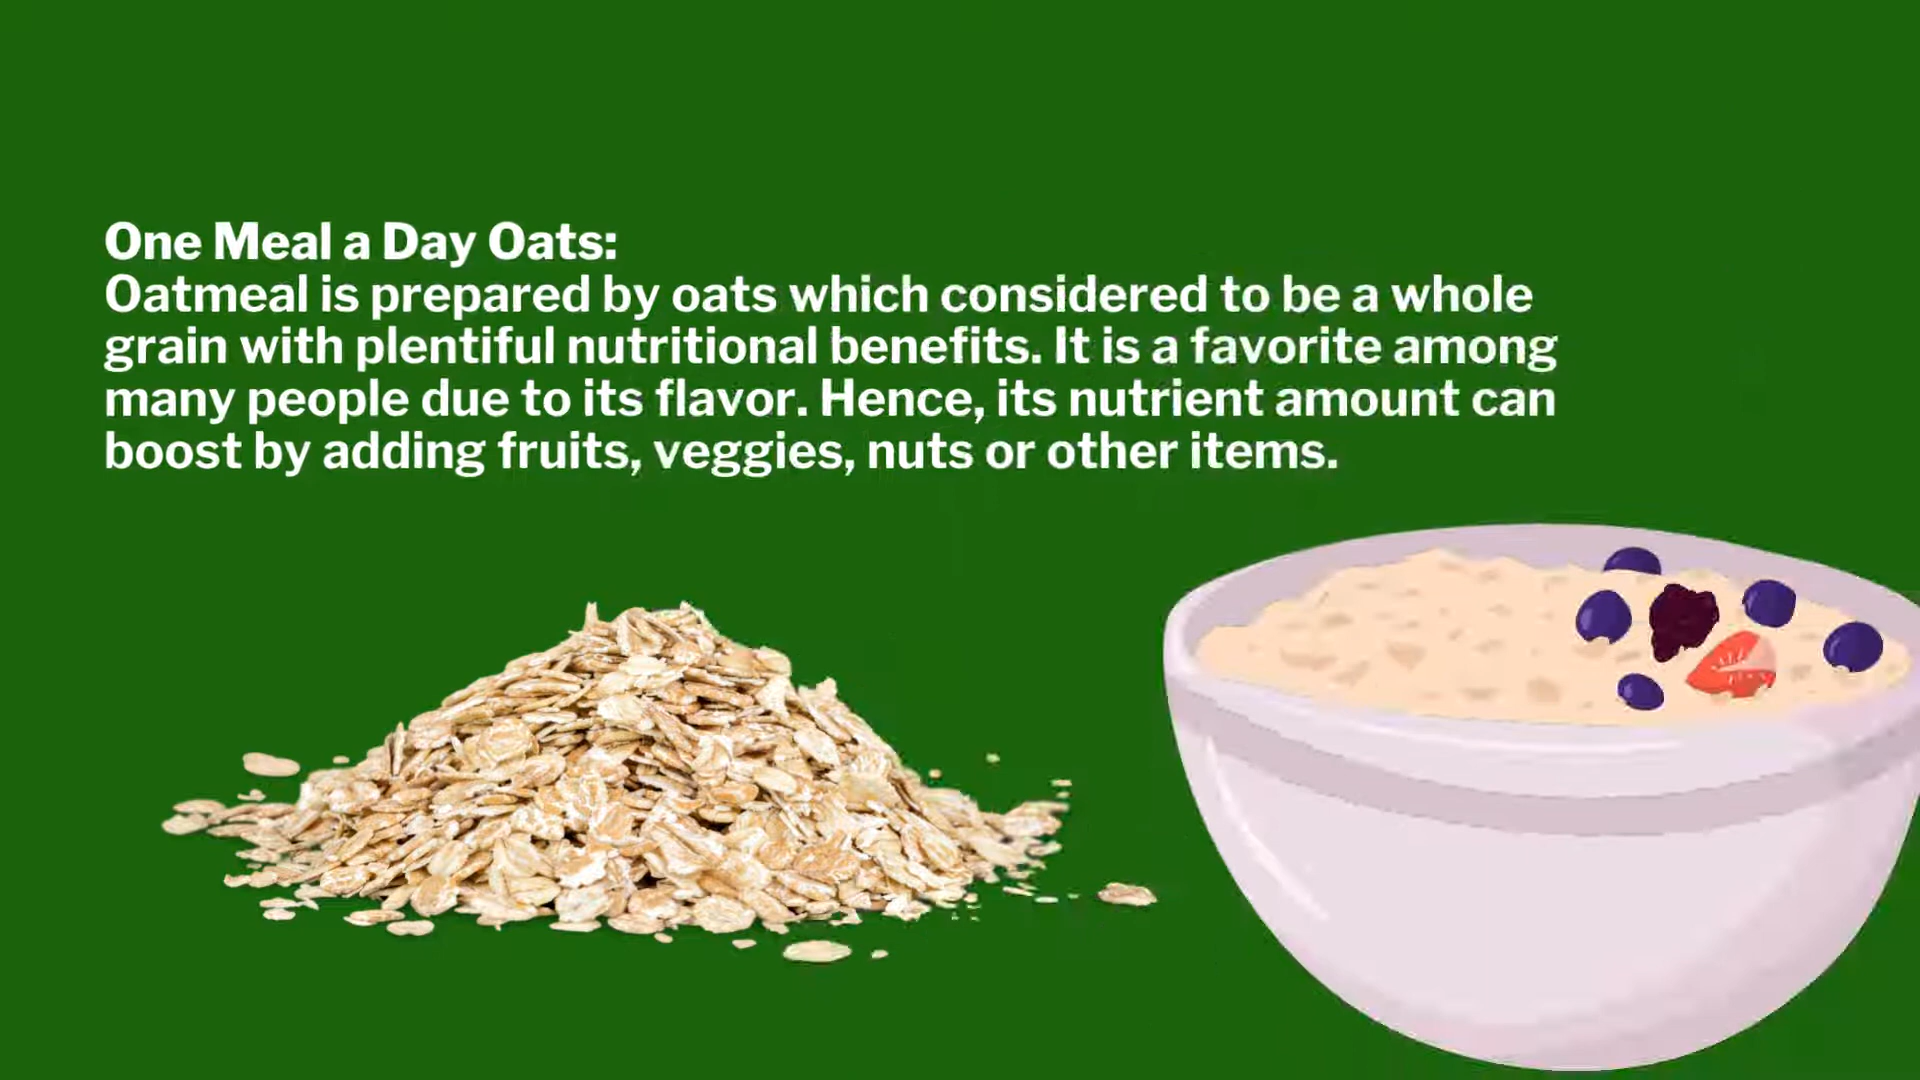 One Meal a Day Oats:
Oatmeal is prepared by oats which considered to be a whole
grain with plentiful nutritional benefits. It is a favorite among
many people due to its flavor. Hence, its nutrient amount can
boost by adding fruits, veggies, nuts or other items.